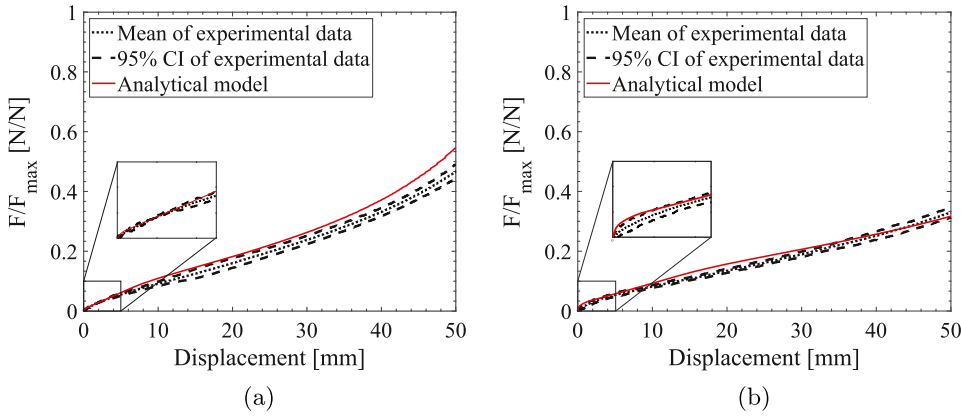 1
0.8
0.6
0.4
0.2
0
F/F_max [N/N]
Mean of experimental data
95% CI of experimental data
Analytical model
0 10 20 30 40 50
Displacement [mm]
(a)
1
0.8
0.6
0.4
0.2
0
F/F_max [N/N]
Mean of experimental data
95% CI of experimental data
Analytical model
0 10 20 30 40 50
Displacement [mm]
(b)